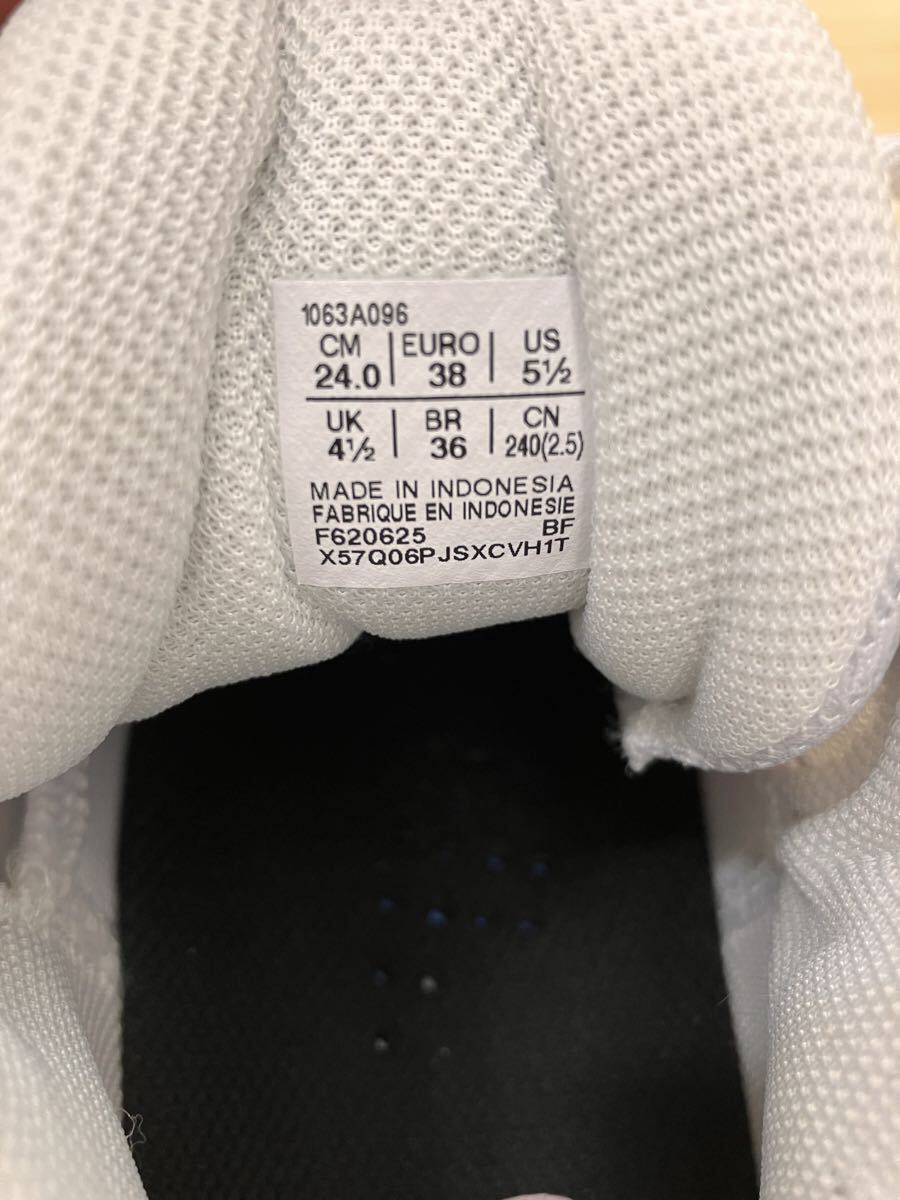 1063A096
CM | EURO | US
24.0 | 38 | 5½
UK | BR | CN
4½ | 36 | 240(2.5)
MADE IN INDONESIA
FABRIQUE EN INDONESIE
F620625 BF
X57Q06PJSXCVH1T